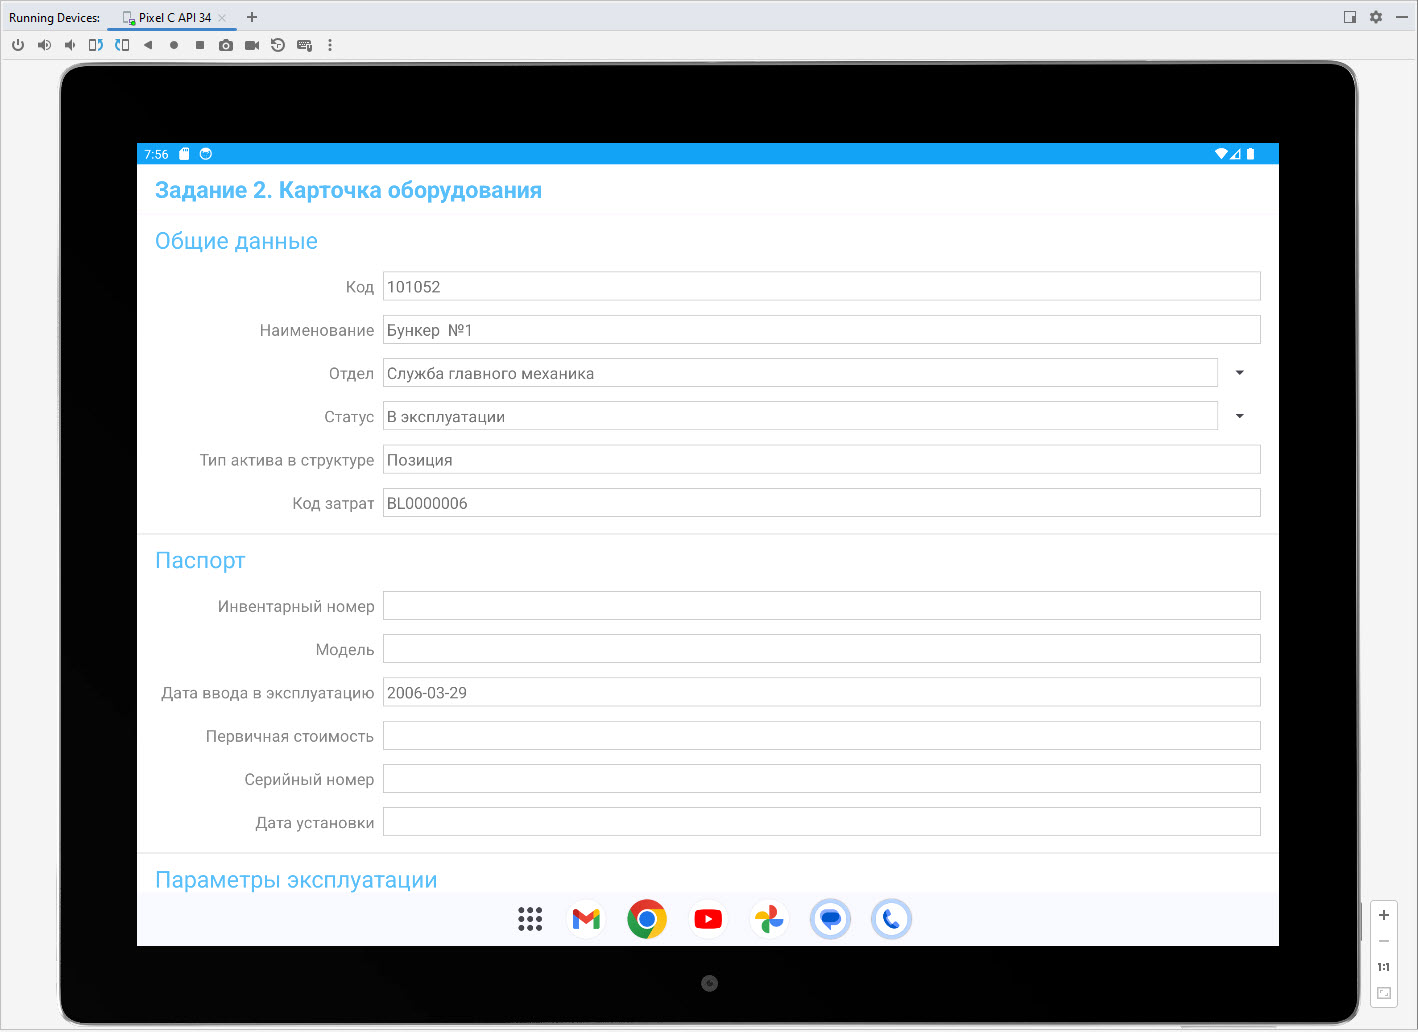 Running Devices: Pixel C API 34
7:56
Задание 2. Карточка оборудования
Общие данные
Код 101052
Наименование Бункер  №1
Отдел Служба главного механика
Статус В эксплуатации
Тип актива в структуре Позиция
Код затрат BL0000006
Паспорт
Инвентарный номер
Модель
Дата ввода в эксплуатацию 2006-03-29
Первичная стоимость
Серийный номер
Дата установки
Параметры эксплуатации
1:1